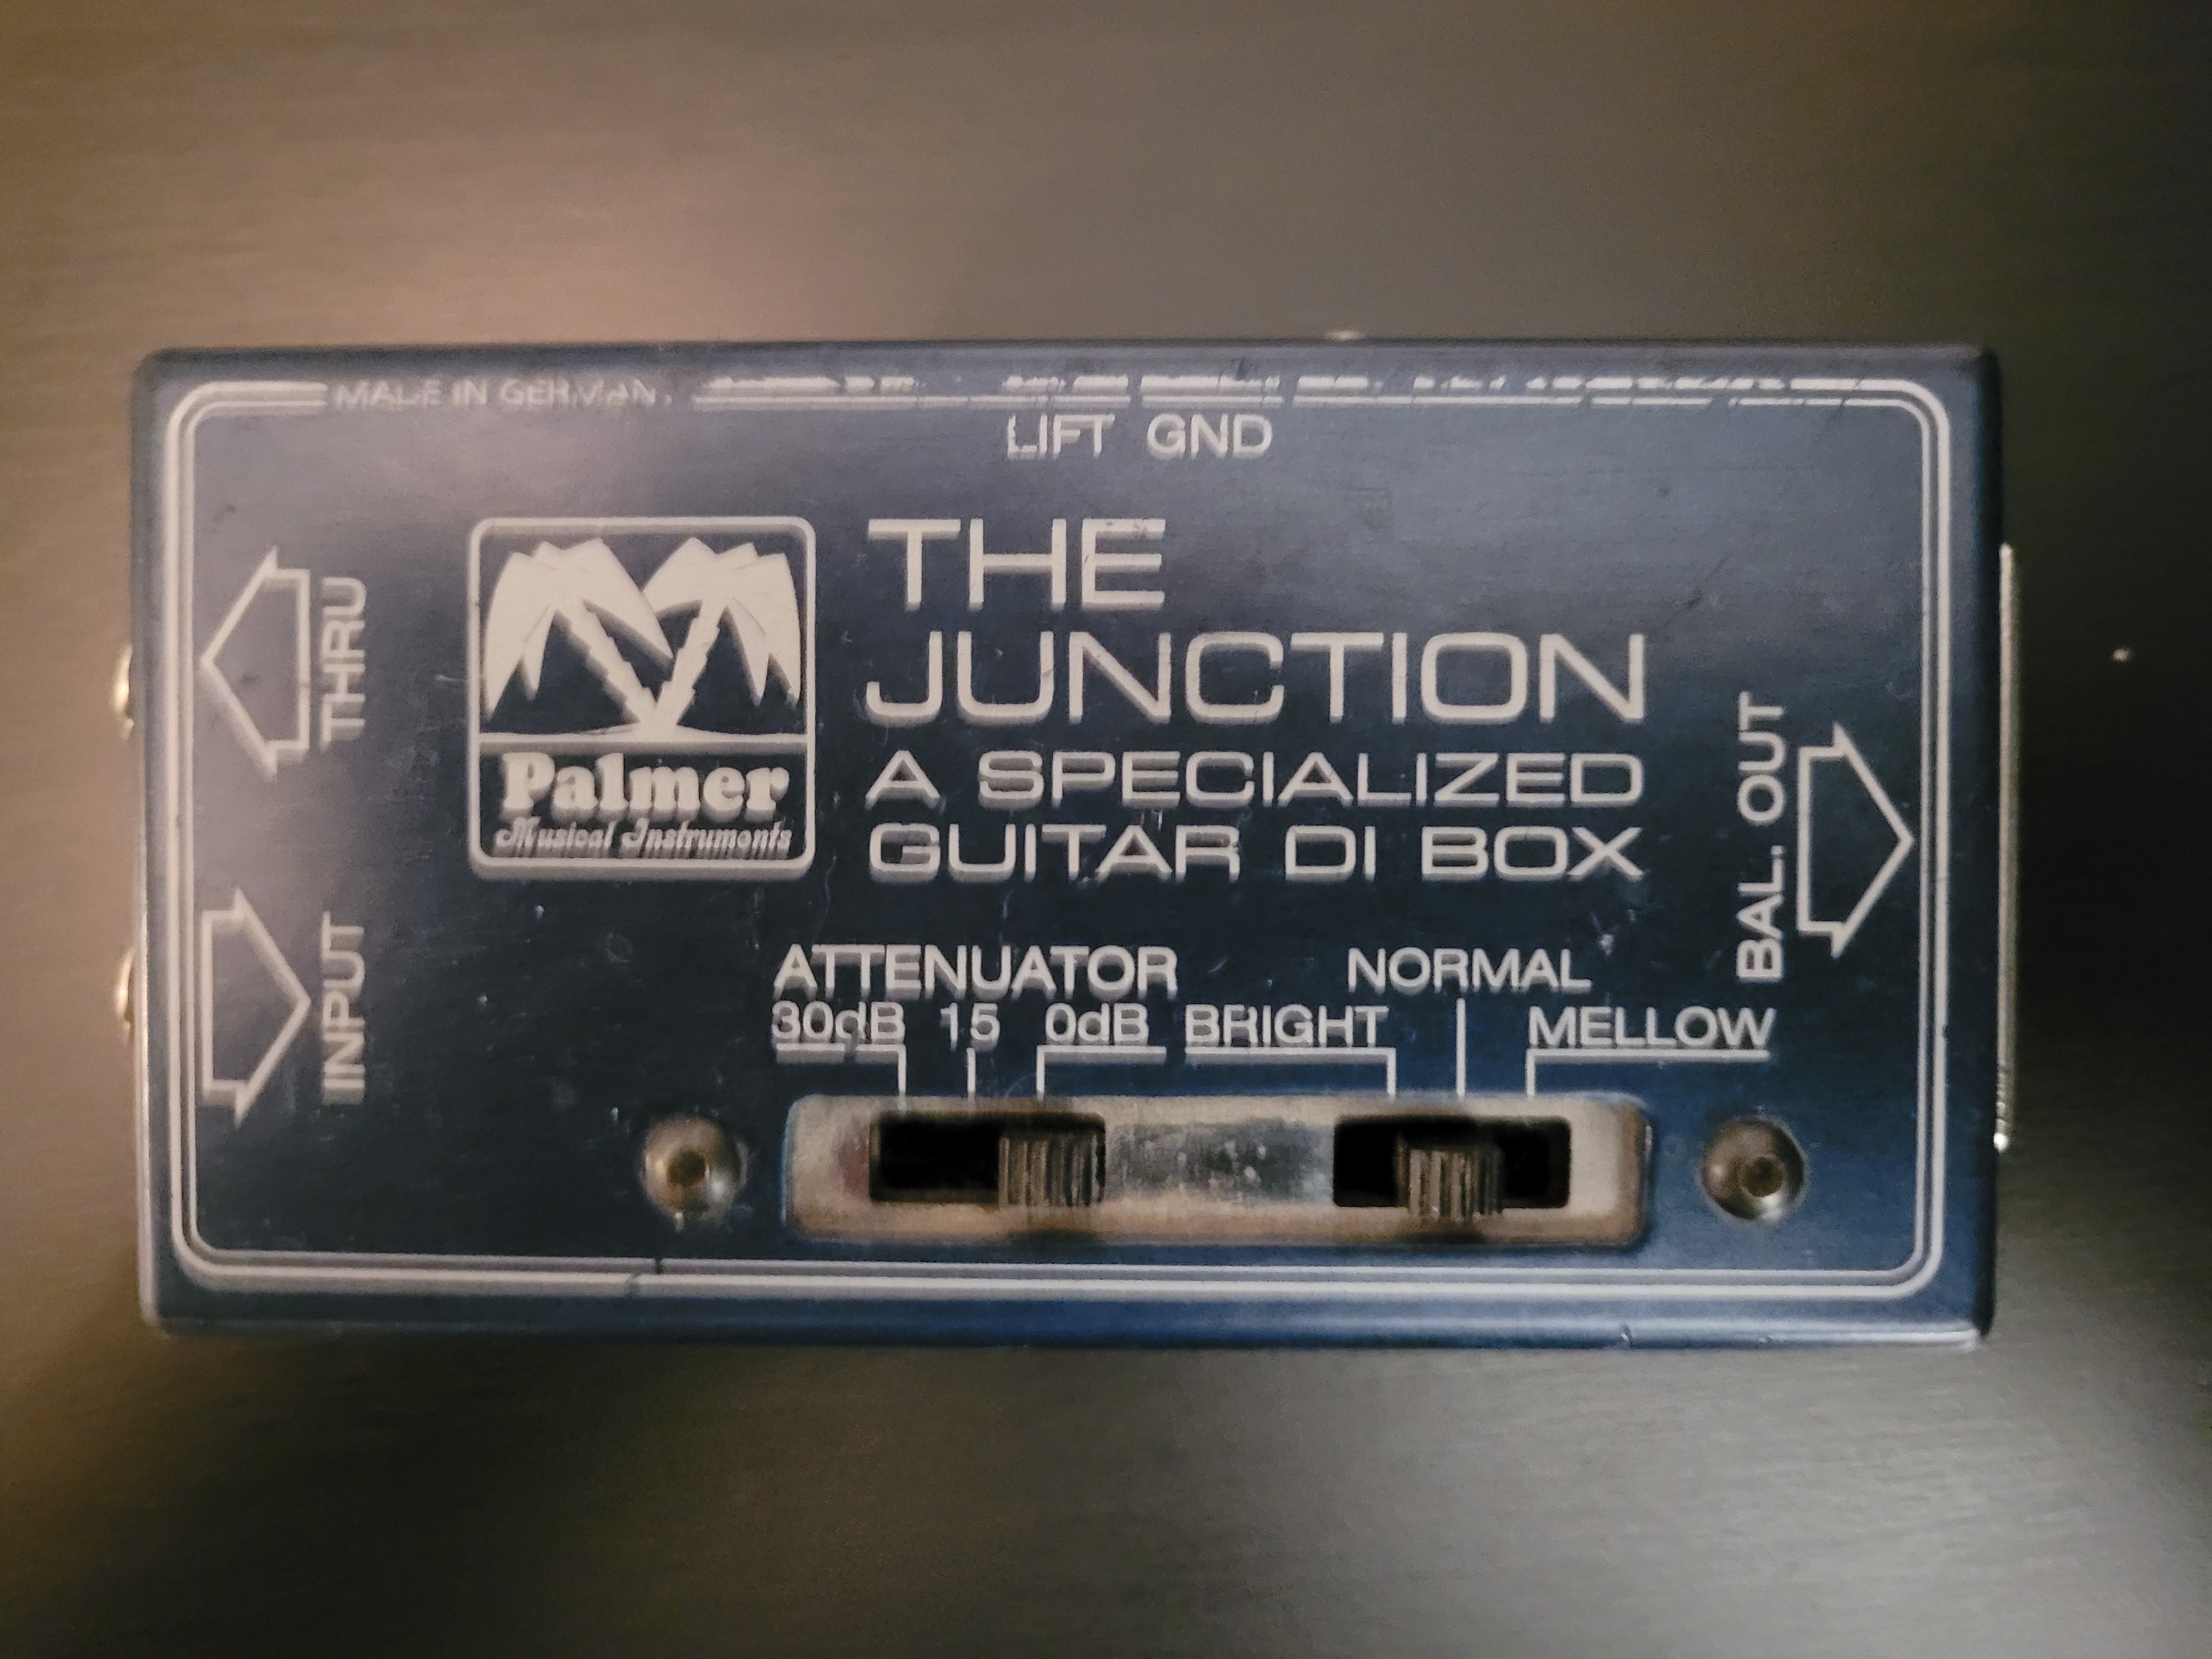 MADE IN GERMANY
LIFT GND
THRU
THE
JUNCTION
Palmer
Musical Instruments
A SPECIALIZED
GUITAR DI BOX
BAL. OUT
INPUT
ATTENUATOR
30dB 15 0dB
NORMAL
BRIGHT
MELLOW